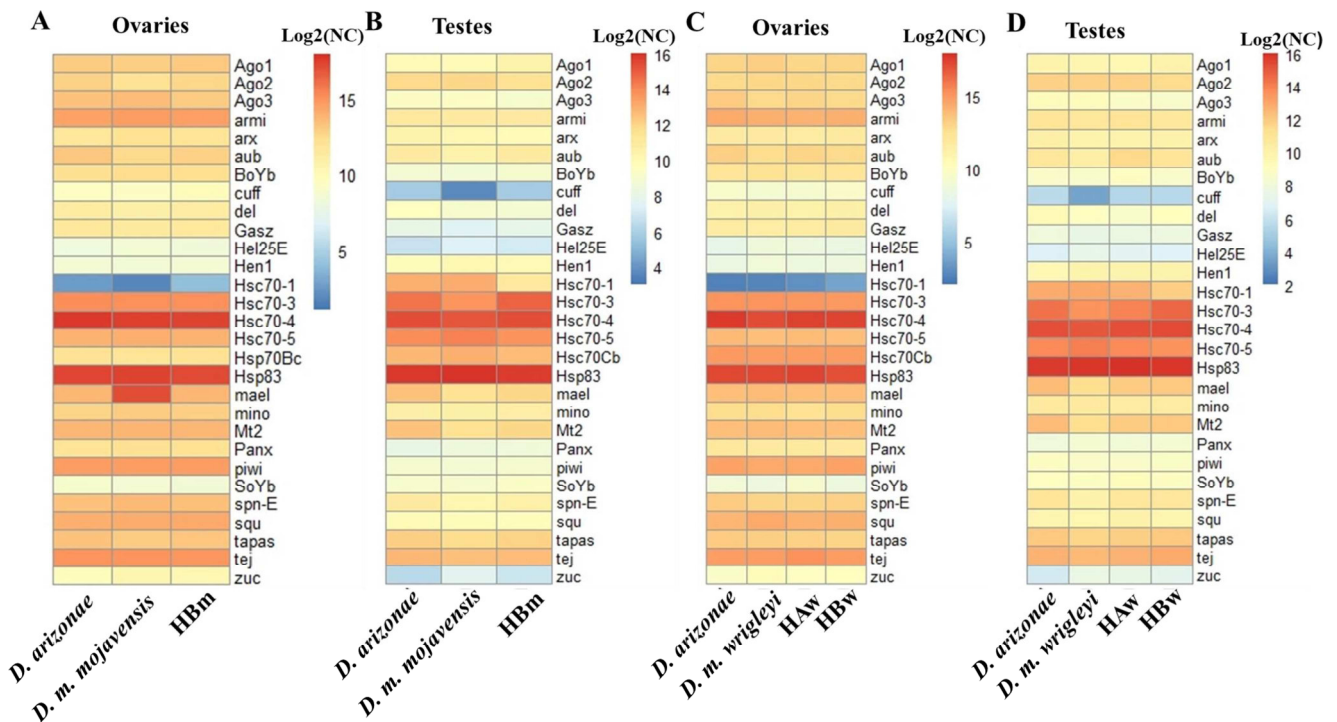 A
Ovaries
Log2(NC)
15
10
5
Ago1
Ago2
Ago3
armi
arx
aub
BoYb
cuff
del
Gasz
Hel25E
Hen1
Hsc70-1
Hsc70-3
Hsc70-4
Hsc70-5
Hsp70Bc
Hsp83
mael
mino
Mt2
Panx
piwi
SoYb
spn-E
squ
tapas
tej
zuc
D. arizonae
D. m. mojavensis
HBm
B
Testes
Log2(NC)
16
14
12
10
8
6
4
Ago1
Ago2
Ago3
armi
arx
aub
BoYb
cuff
del
Gasz
Hel25E
Hen1
Hsc70-1
Hsc70-3
Hsc70-4
Hsc70-5
Hsc70Cb
Hsp83
mael
mino
Mt2
Panx
piwi
SoYb
spn-E
squ
tapas
tej
zuc
D. arizonae
D. m. mojavensis
HBm
C
Ovaries
Log2(NC)
15
10
5
Ago1
Ago2
Ago3
armi
arx
aub
BoYb
cuff
del
Gasz
Hel25E
Hen1
Hsc70-1
Hsc70-3
Hsc70-4
Hsc70-5
Hsc70Cb
Hsp83
mael
mino
Mt2
Panx
piwi
SoYb
spn-E
squ
tapas
tej
zuc
D. arizonae
D. m. wrigleyi
HAw
HBw
D
Testes
Log2(NC)
16
14
12
10
8
6
4
2
Ago1
Ago2
Ago3
armi
arx
aub
BoYb
cuff
del
Gasz
Hel25E
Hen1
Hsc70-1
Hsc70-3
Hsc70-4
Hsc70-5
Hsp83
mael
mino
Mt2
Panx
piwi
SoYb
spn-E
squ
tapas
tej
zuc
D. arizonae
D. m. wrigleyi
HAw
HBw